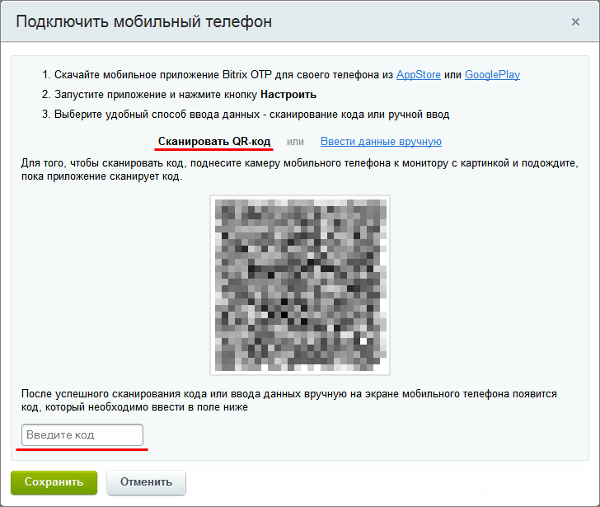 Подключить мобильный телефон
1. Скачайте мобильное приложение Bitrix OTP для своего телефона из AppStore или GooglePlay
2. Запустите приложение и нажмите кнопку Настроить
3. Выберите удобный способ ввода данных - сканирование кода или ручной ввод
Сканировать QR-код или Ввести данные вручную
Для того, чтобы сканировать код, поднесите камеру мобильного телефона к монитору с картинкой и подождите,
пока приложение сканирует код.
После успешного сканирования кода или ввода данных вручную на экране мобильного телефона появится
код, который необходимо ввести в поле ниже
Введите код
Сохранить Отменить